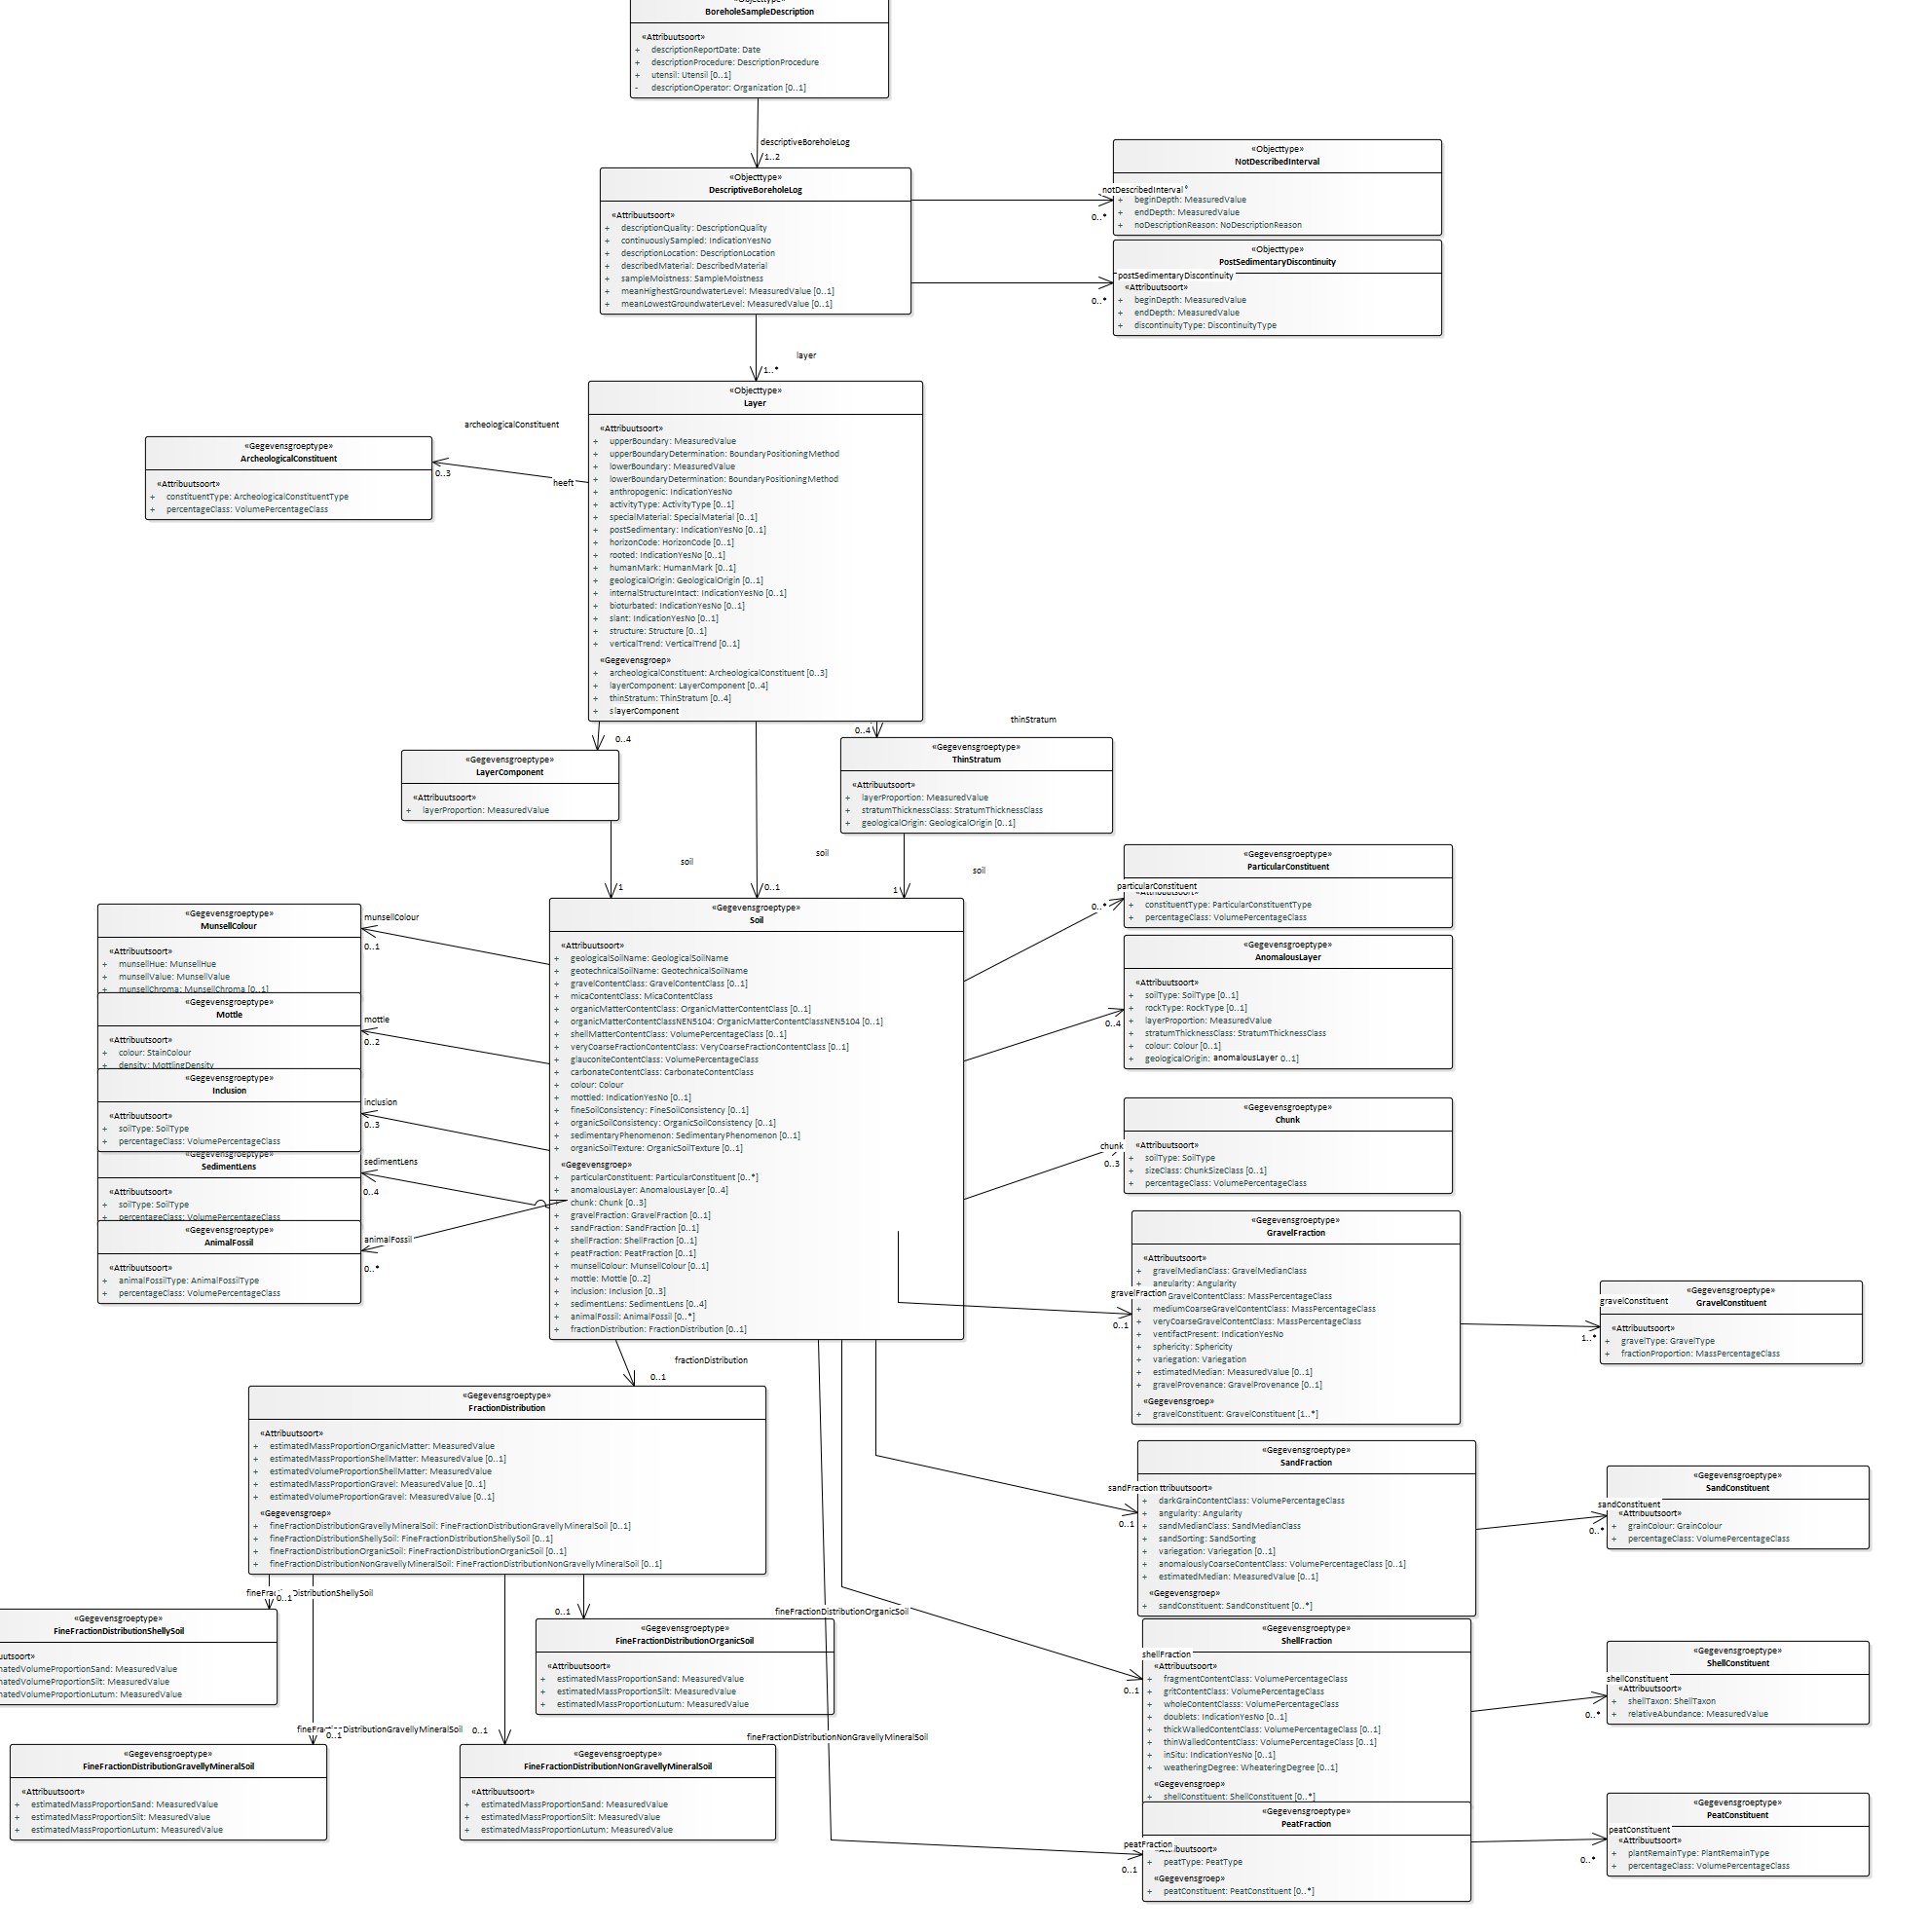 «Objecttype»
BoreholeSampleDescription
«Attribuutsoort»
+ descriptionReportDate: Date
+ descriptionProcedure: DescriptionProcedure
+ utensil: Utensil [0..1]
- descriptionOperator: Organization [0..1]
descriptiveBoreholeLog
1..2
«Objecttype»
DescriptiveBoreholeLog
«Attribuutsoort»
+ descriptionQuality: DescriptionQuality
+ continuouslySampled: IndicationYesNo
+ descriptionLocation: DescriptionLocation
+ describedMaterial: DescribedMaterial
+ sampleMoistness: SampleMoistness
+ meanHighestGroundwaterLevel: MeasuredValue [0..1]
+ meanLowestGroundwaterLevel: MeasuredValue [0..1]
«Objecttype»
NotDescribedInterval
notDescribedInterval
0..*
+ beginDepth: MeasuredValue
+ endDepth: MeasuredValue
+ noDescriptionReason: NoDescriptionReason
«Objecttype»
PostSedimentaryDiscontinuity
postSedimentaryDiscontinuity
0..*
«Attribuutsoort»
+ beginDepth: MeasuredValue
+ endDepth: MeasuredValue
+ discontinuityType: DiscontinuityType
layer
1..*
«Objecttype»
Layer
«Attribuutsoort»
+ upperBoundary: MeasuredValue
+ upperBoundaryDetermination: BoundaryPositioningMethod
+ lowerBoundary: MeasuredValue
+ lowerBoundaryDetermination: BoundaryPositioningMethod
+ anthropogenic: IndicationYesNo
+ activityType: ActivityType [0..1]
+ specialMaterial: SpecialMaterial [0..1]
+ postSedimentary: IndicationYesNo [0..1]
+ horizonCode: HorizonCode [0..1]
+ rooted: IndicationYesNo [0..1]
+ humanMark: HumanMark [0..1]
+ geologicalOrigin: GeologicalOrigin [0..1]
+ internalStructureIntact: IndicationYesNo [0..1]
+ bioturbated: IndicationYesNo [0..1]
+ slant: IndicationYesNo [0..1]
+ structure: Structure [0..1]
+ verticalTrend: VerticalTrend [0..1]
«Gegevensgroep»
+ archeologicalConstituent: ArcheologicalConstituent [0..3]
+ layerComponent: LayerComponent [0..4]
+ thinStratum: ThinStratum [0..4]
+ s
layerComponent
archeologicalConstituent
heeft
0..3
«Gegevensgroeptype»
ArcheologicalConstituent
«Attribuutsoort»
+ constituentType: ArcheologicalConstituentType
+ percentageClass: VolumePercentageClass
0..4
«Gegevensgroeptype»
LayerComponent
«Attribuutsoort»
+ layerProportion: MeasuredValue
thinStratum
0..4
«Gegevensgroeptype»
ThinStratum
«Attribuutsoort»
+ layerProportion: MeasuredValue
+ stratumThicknessClass: StratumThicknessClass
+ geologicalOrigin: GeologicalOrigin [0..1]
soil
soil
soil
1
0..1
1
«Gegevensgroeptype»
Soil
«Attribuutsoort»
+ geologicalSoilName: GeologicalSoilName
+ geotechnicalSoilName: GeotechnicalSoilName
+ gravelContentClass: GravelContentClass [0..1]
+ micaContentClass: MicaContentClass
+ organicMatterContentClass: OrganicMatterContentClass [0..1]
+ organicMatterContentClassNEN5104: OrganicMatterContentClassNEN5104 [0..1]
+ shellMatterContentClass: VolumePercentageClass [0..1]
+ veryCoarseFractionContentClass: VeryCoarseFractionContentClass [0..1]
+ glauconiteContentClass: VolumePercentageClass
+ carbonateContentClass: CarbonateContentClass
+ colour: Colour
+ mottled: IndicationYesNo [0..1]
+ fineSoilConsistency: FineSoilConsistency [0..1]
+ organicSoilConsistency: OrganicSoilConsistency [0..1]
+ sedimentaryPhenomenon: SedimentaryPhenomenon [0..1]
+ organicSoilTexture: OrganicSoilTexture [0..1]
«Gegevensgroep»
+ particularConstituent: ParticularConstituent [0..*]
+ anomalousLayer: AnomalousLayer [0..4]
+ chunk: Chunk [0..3]
+ gravelFraction: GravelFraction [0..1]
+ sandFraction: SandFraction [0..1]
+ shellFraction: ShellFraction [0..1]
+ peatFraction: PeatFraction [0..1]
+ munsellColour: MunsellColour [0..1]
+ mottle: Mottle [0..2]
+ inclusion: Inclusion [0..3]
+ sedimentLens: SedimentLens [0..4]
+ animalFossil: AnimalFossil [0..*]
+ fractionDistribution: FractionDistribution [0..1]
«Gegevensgroeptype»
MunsellColour
«Attribuutsoort»
+ munsellHue: MunsellHue
+ munsellValue: MunsellValue
+ munsellChroma: MunsellChroma [0..1]
munsellColour
0..1
«Gegevensgroeptype»
Mottle
«Attribuutsoort»
+ colour: StainColour
+ density: MottlingDensity
mottle
0..2
«Gegevensgroeptype»
Inclusion
«Attribuutsoort»
+ soilType: SoilType
+ percentageClass: VolumePercentageClass
inclusion
0..3
«Gegevensgroeptype»
SedimentLens
«Attribuutsoort»
+ soilType: SoilType
+ percentageClass: VolumePercentageClass
sedimentLens
0..4
«Gegevensgroeptype»
AnimalFossil
«Attribuutsoort»
+ animalFossilType: AnimalFossilType
+ percentageClass: VolumePercentageClass
animalFossil
0..*
«Gegevensgroeptype»
ParticularConstituent
particularConstituent
0..*
«Attribuutsoort»
+ constituentType: ParticularConstituentType
+ percentageClass: VolumePercentageClass
«Gegevensgroeptype»
AnomalousLayer
«Attribuutsoort»
+ soilType: SoilType [0..1]
+ rockType: RockType [0..1]
+ layerProportion: MeasuredValue
+ stratumThicknessClass: StratumThicknessClass
+ colour: Colour [0..1]
+ geologicalOrigin: anomalousLayer 0..1]
0..4
«Gegevensgroeptype»
Chunk
«Attribuutsoort»
+ soilType: SoilType
+ sizeClass: ChunkSizeClass [0..1]
+ percentageClass: VolumePercentageClass
chunk
0..3
«Gegevensgroeptype»
GravelFraction
«Attribuutsoort»
+ gravelMedianClass: GravelMedianClass
+ angularity: Angularity
gravelFraction GravelContentClass: MassPercentageClass
+ mediumCoarseGravelContentClass: MassPercentageClass
+ veryCoarseGravelContentClass: MassPercentageClass
+ ventifactPresent: IndicationYesNo
+ sphericity: Sphericity
+ variegation: Variegation
+ estimatedMedian: MeasuredValue [0..1]
+ gravelProvenance: GravelProvenance [0..1]
«Gegevensgroep»
+ gravelConstituent: GravelConstituent [1..*]
0..1
«Gegevensgroeptype»
GravelConstituent
gravelConstituent
1..*
«Attribuutsoort»
+ gravelType: GravelType
+ fractionProportion: MassPercentageClass
«Gegevensgroeptype»
SandFraction
sandFraction ttribuutsoort»
0..1
+ darkGrainContentClass: VolumePercentageClass
+ angularity: Angularity
+ sandMedianClass: SandMedianClass
+ sandSorting: SandSorting
+ variegation: Variegation [0..1]
+ anomalouslyCoarseContentClass: VolumePercentageClass [0..1]
+ estimatedMedian: MeasuredValue [0..1]
«Gegevensgroep»
+ sandConstituent: SandConstituent [0..*]
«Gegevensgroeptype»
SandConstituent
sandConstituent
0..*
«Attribuutsoort»
+ grainColour: GrainColour
+ percentageClass: VolumePercentageClass
«Gegevensgroeptype»
ShellFraction
shellFraction
0..1
«Attribuutsoort»
+ fragmentContentClass: VolumePercentageClass
+ gritContentClass: VolumePercentageClass
+ wholeContentClasss: VolumePercentageClass
+ doublets: IndicationYesNo [0..1]
+ thickWalledContentClass: VolumePercentageClass [0..1]
+ thinWalledContentClass: VolumePercentageClass [0..1]
+ inSitu: IndicationYesNo [0..1]
+ weatheringDegree: WheateringDegree [0..1]
«Gegevensgroep»
+ shellConstituent: ShellConstituent [0..*]
«Gegevensgroeptype»
ShellConstituent
shellConstituent
0..*
«Attribuutsoort»
+ shellTaxon: ShellTaxon
+ relativeAbundance: MeasuredValue
«Gegevensgroeptype»
PeatFraction
peatFraction
0..1
+ peatType: PeatType
«Gegevensgroep»
+ peatConstituent: PeatConstituent [0..*]
«Gegevensgroeptype»
PeatConstituent
peatConstituent
0..*
«Attribuutsoort»
+ plantRemainType: PlantRemainType
+ percentageClass: VolumePercentageClass
fractionDistribution
0..1
«Gegevensgroeptype»
FractionDistribution
«Attribuutsoort»
+ estimatedMassProportionOrganicMatter: MeasuredValue
+ estimatedMassProportionShellMatter: MeasuredValue [0..1]
+ estimatedVolumeProportionShellMatter: MeasuredValue
+ estimatedMassProportionGravel: MeasuredValue [0..1]
+ estimatedVolumeProportionGravel: MeasuredValue [0..1]
«Gegevensgroep»
+ fineFractionDistributionGravellyMineralSoil: FineFractionDistributionGravellyMineralSoil [0..1]
+ fineFractionDistributionShellySoil: FineFractionDistributionShellySoil [0..1]
+ fineFractionDistributionOrganicSoil: FineFractionDistributionOrganicSoil [0..1]
+ fineFractionDistributionNonGravellyMineralSoil: FineFractionDistributionNonGravellyMineralSoil [0..1]
DistributionShellySoil
0..1
«Gegevensgroeptype»
FineFractionDistributionShellySoil
uutsoort»
natedVolumeProportionSand: MeasuredValue
natedVolumeProportionSilt: MeasuredValue
natedVolumeProportionLutum: MeasuredValue
fineFractionDistributionOrganicSoil
0..1
«Gegevensgroeptype»
FineFractionDistributionOrganicSoil
«Attribuutsoort»
+ estimatedMassProportionSand: MeasuredValue
+ estimatedMassProportionSilt: MeasuredValue
+ estimatedMassProportionLutum: MeasuredValue
fineFractionDistributionGravellyMineralSoil
0..1
«Gegevensgroeptype»
FineFractionDistributionGravellyMineralSoil
«Attribuutsoort»
+ estimatedMassProportionSand: MeasuredValue
+ estimatedMassProportionSilt: MeasuredValue
+ estimatedMassProportionLutum: MeasuredValue
fineFractionDistributionNonGravellyMineralSoil
0..1
«Gegevensgroeptype»
FineFractionDistributionNonGravellyMineralSoil
«Attribuutsoort»
+ estimatedMassProportionSand: MeasuredValue
+ estimatedMassProportionSilt: MeasuredValue
+ estimatedMassProportionLutum: MeasuredValue